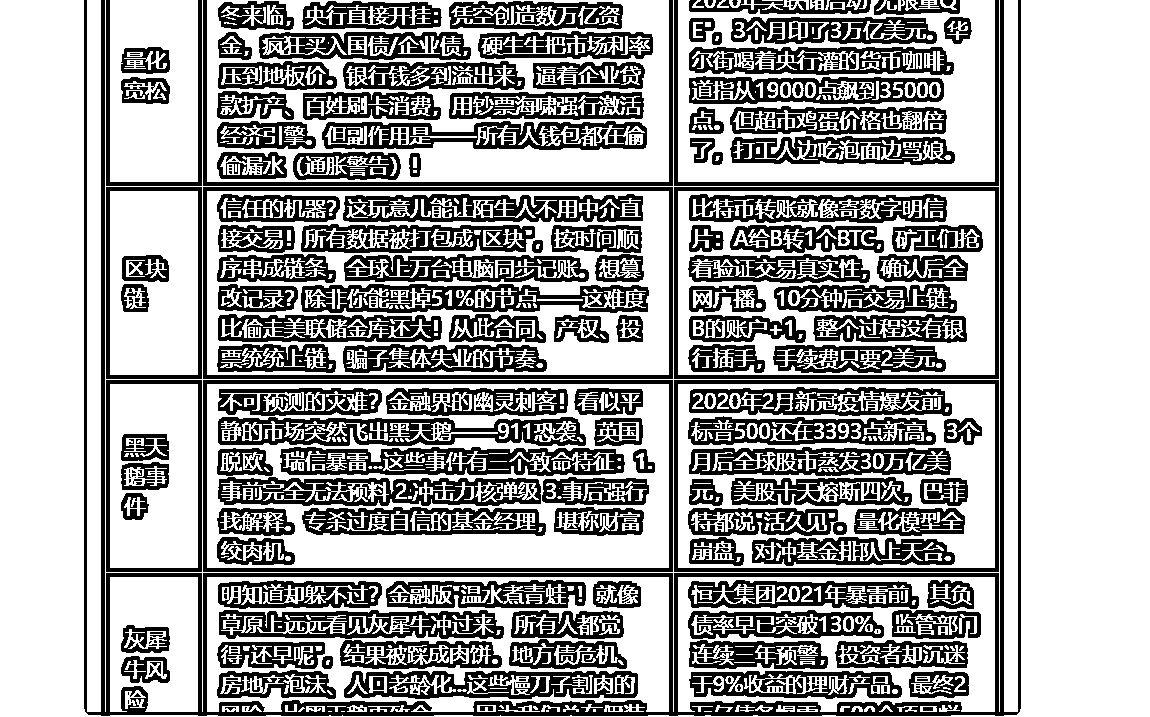 量化
宽松
冬来临，央行直接开挂：凭空创造数万亿资
金，疯狂买入国债/企业债，硬生生把市场利率
压到地板价。银行钱多到溢出来，逼着企业贷
款扩产、百姓刷卡消费，用钞票海啸强行激活
经济引擎。但副作用是——所有人钱包都在偷
偷漏水（通胀警告）！
2020年美联储启动"无限量Q
E"，3个月印了3万亿美元。华
尔街喝着央行灌的货币咖啡，
道指从19000点飙到35000
点。但超市鸡蛋价格也翻倍
了，打工人边吃泡面边骂娘。
区块
链
信任的机器？这玩意儿能让陌生人不用中介直
接交易！所有数据被打包成"区块"，按时间顺
序串成链条，全球上万台电脑同步记账。想篡
改记录？除非你能黑掉51%的节点——这难度
比偷走美联储金库还大！从此合同、产权、投
票统统上链，骗子集体失业的节奏。
比特币转账就像寄数字明信
片：A给B转1个BTC，矿工们抢
着验证交易真实性，确认后全
网广播。10分钟后交易上链，
B的账户+1，整个过程没有银
行插手，手续费只要2美元。
黑天
鹅事
件
不可预测的灾难？金融界的幽灵刺客！看似平
静的市场突然飞出黑天鹅——911恐袭、英国
脱欧、瑞信暴雷...这些事件有三个致命特征：1.
事前完全无法预料 2.冲击力核弹级 3.事后强行
找解释。专杀过度自信的基金经理，堪称财富
绞肉机。
2020年2月新冠疫情爆发前，
标普500还在3393点新高。3个
月后全球股市蒸发30万亿美
元，美股十天熔断四次，巴菲
特都说"活久见"。量化模型全
崩盘，对冲基金排队上天台。
灰犀
牛风
险
明知道却躲不过？金融版"温水煮青蛙"！就像
草原上远远看见灰犀牛冲过来，所有人都觉
得"还早呢"，结果被踩成肉饼。地方债危机、
房地产泡沫、人口老龄化...这些慢刀子割肉的
恒大集团2021年暴雷前，其负
债率早已突破130%。监管部门
连续三年预警，投资者却沉迷
于9%收益的理财产品。最终2